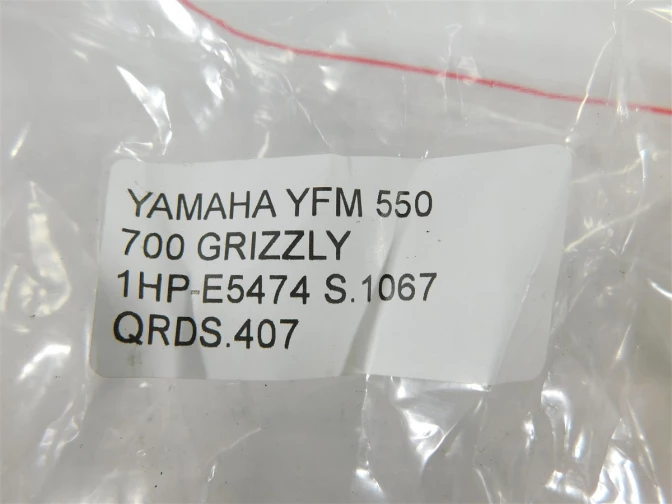 YAMAHA YFM 550
700 GRIZZLY
1HP-E5474 S.1067
QRDS.407